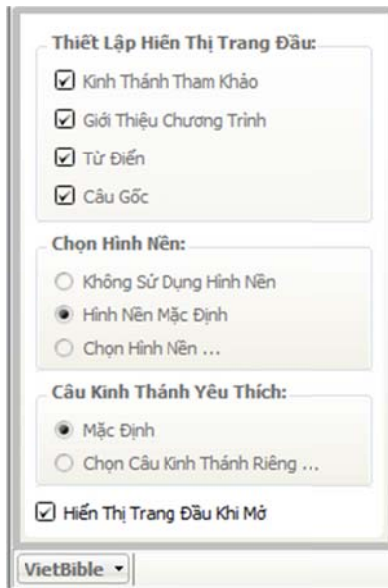 Thiết Lập Hiển Thị Trang Đầu:
Kinh Thánh Tham Khảo
Giới Thiệu Chương Trình
Từ Điển
Câu Gốc
Chọn Hình Nền:
Không Sử Dụng Hình Nền
Hình Nền Mặc Định
Chọn Hình Nền ...
Câu Kinh Thánh Yêu Thích:
Mặc Định
Chọn Câu Kinh Thánh Riêng ...
Hiển Thị Trang Đầu Khi Mở
VietBible